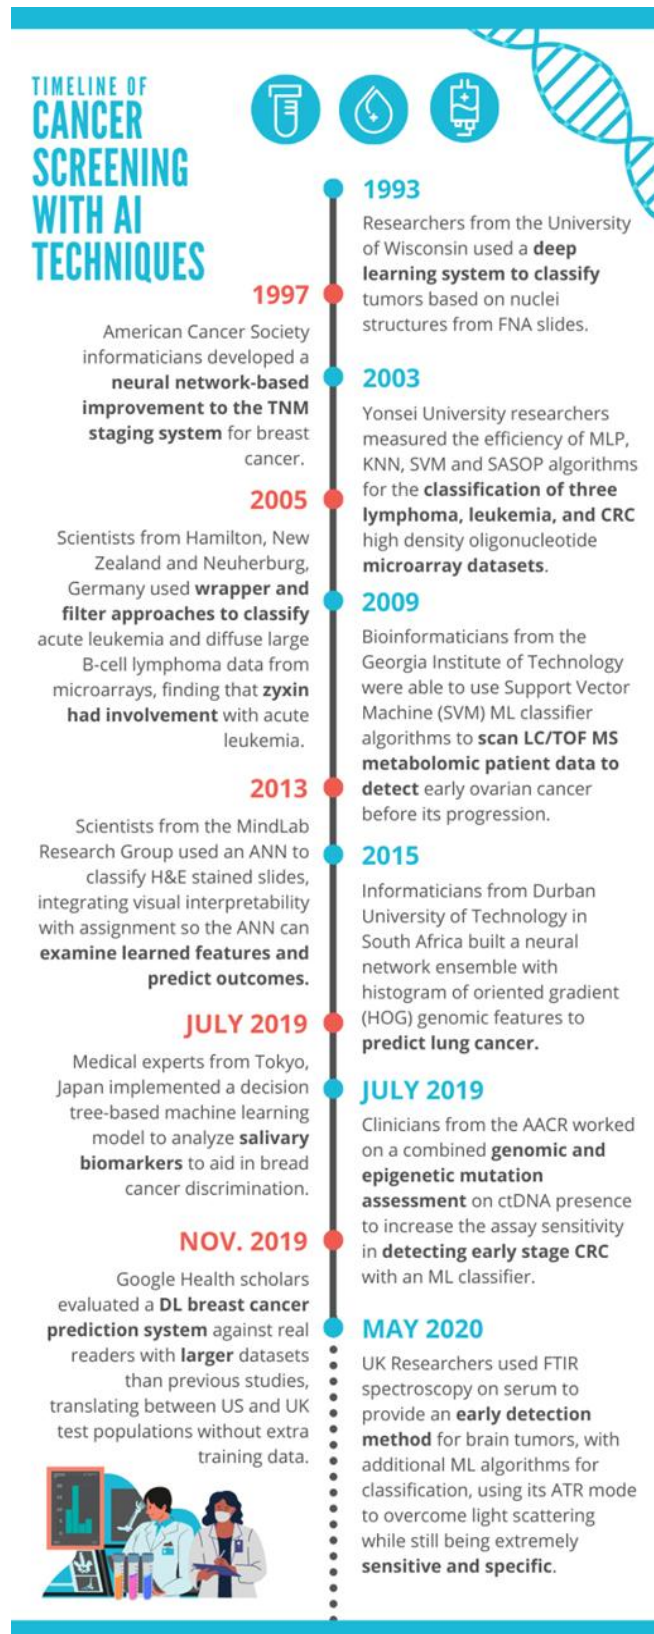 TIMELINE OF
CANCER
SCREENING
WITH AI
TECHNIQUES
1993
Researchers from the University
of Wisconsin used a deep
learning system to classify
tumors based on nuclei
structures from FNA slides.
1997
American Cancer Society
informaticians developed a
neural network-based
improvement to the TNM
staging system for breast
cancer.
2003
Yonsei University researchers
measured the efficiency of MLP,
KNN, SVM and SASOP algorithms
for the classification of three
lymphoma, leukemia, and CRC
high density oligonucleotide
microarray datasets.
2005
Scientists from Hamilton, New
Zealand and Neuherburg,
Germany used wrapper and
filter approaches to classify
acute leukemia and diffuse large
B-cell lymphoma data from
microarrays, finding that zyxin
had involvement with acute
leukemia.
2009
Bioinformaticians from the
Georgia Institute of Technology
were able to use Support Vector
Machine (SVM) ML classifier
algorithms to scan LC/TOF MS
metabolomic patient data to
detect early ovarian cancer
before its progression.
2013
Scientists from the MindLab
Research Group used an ANN to
classify H&E stained slides,
integrating visual interpretability
with assignment so the ANN can
examine learned features and
predict outcomes.
2015
Informaticians from Durban
University of Technology in
South Africa built a neural
network ensemble with
histogram of oriented gradient
(HOG) genomic features to
predict lung cancer.
JULY 2019
Medical experts from Tokyo,
Japan implemented a decision
tree-based machine learning
model to analyze salivary
biomarkers to aid in bread
cancer discrimination.
JULY 2019
Clinicians from the AACR worked
on a combined genomic and
epigenetic mutation
assessment on ctDNA presence
to increase the assay sensitivity
in detecting early stage CRC
with an ML classifier.
NOV. 2019
Google Health scholars
evaluated a DL breast cancer
prediction system against real
readers with larger datasets
than previous studies,
translating between US and UK
test populations without extra
training data.
MAY 2020
UK Researchers used FTIR
spectroscopy on serum to
provide an early detection
method for brain tumors, with
additional ML algorithms for
classification, using its ATR mode
to overcome light scattering
while still being extremely
sensitive and specific.